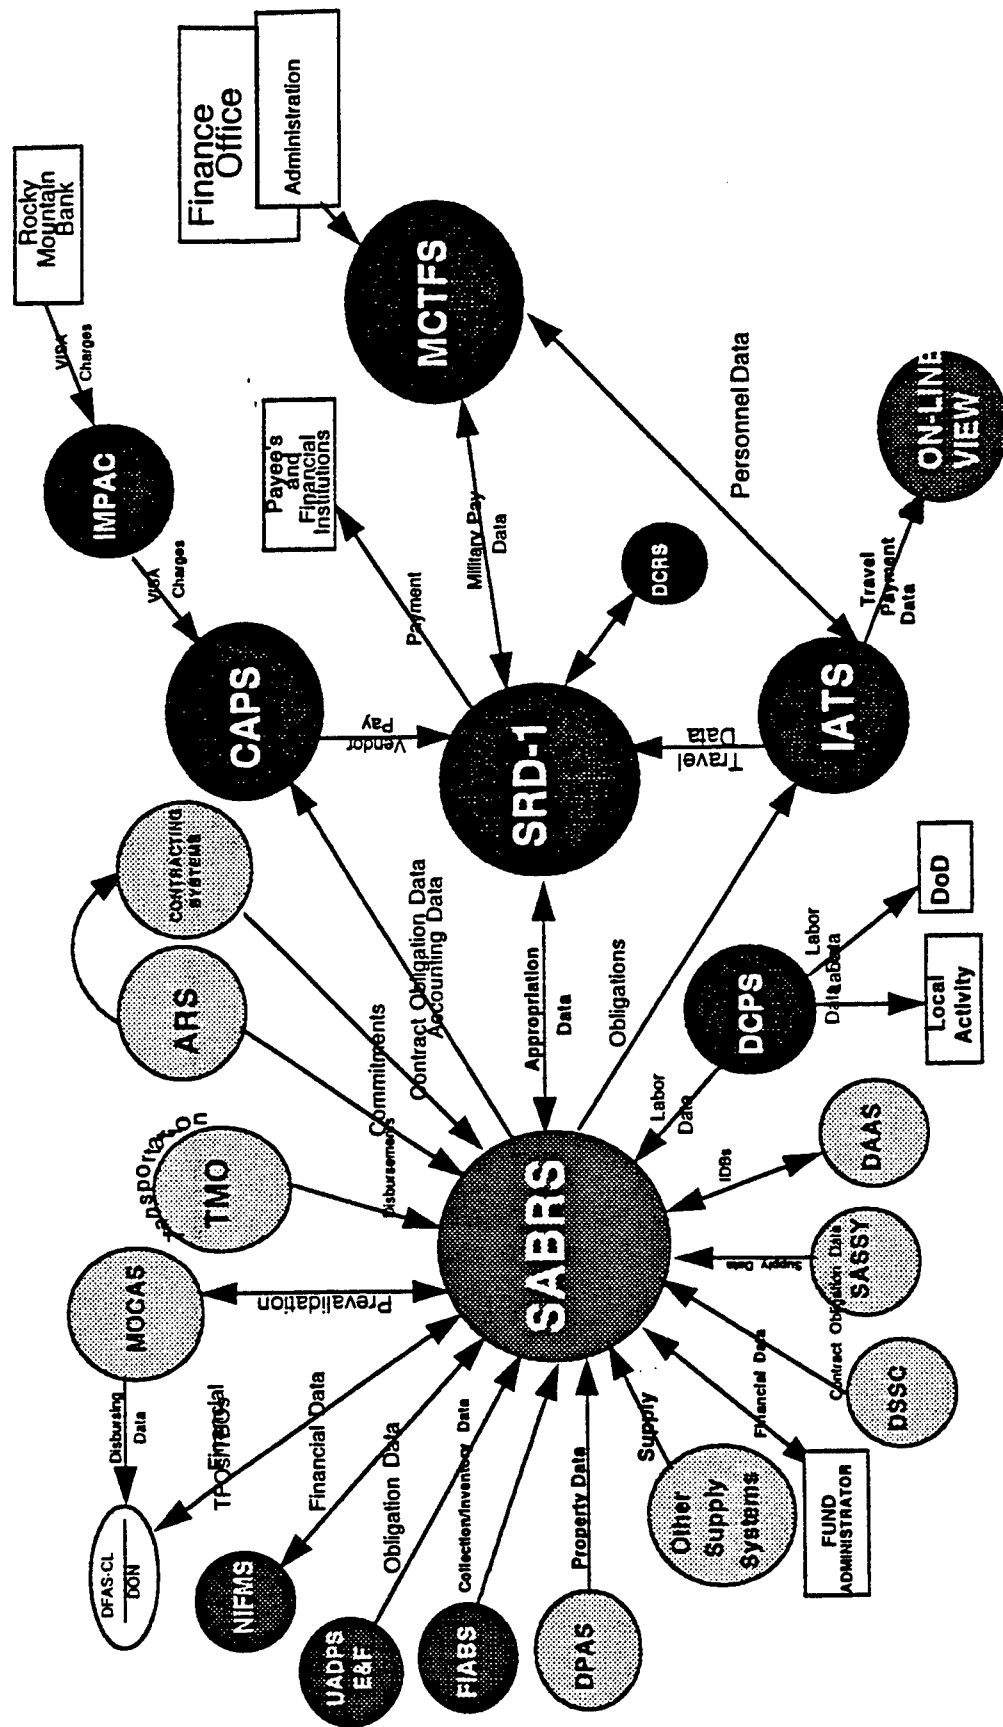 DFAS-CL
DON
Disbursing
Data
MOCAS
Prevalidation
Transportation
TMO
Disbursements
ARS
CONTRACTING
SYSTEMS
Commitments
Contract Obligation Data
Accounting Data
CAPS
VISA
Charges
IMPAC
VISA
Charges
Rocky
Mountain
Bank
Finance
Office
Administration
MCTFS
Payee's
and
Financial
Institutions
Payment
Military Pay
Data
Vendor
Pay
SRD-1
DCRS
Travel
Data
Personnel Data
IATS
Travel
Payment
Data
ON-LINE
VIEW
Appropriation
Data
Obligations
SABRS
Financial
Financial Data
NIFMS
Obligation Data
UADPS
E&F
Collection/Inventory Data
FIABS
Property Data
DPAS
Supply
Other
Supply
Systems
Financial Data
FUND
ADMINISTRATOR
Contract Obligation Data
DSSC
Supply Data
SASSY
IDBs
DAAS
Labor
Data
DCPS
Labor
Data
Labor
Data
Local
Activity
DoD